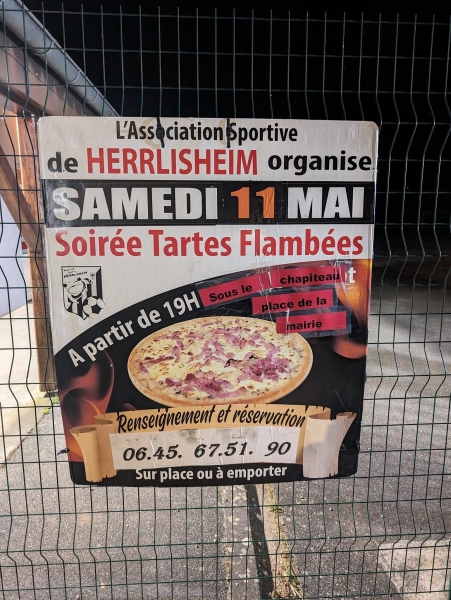 L'Association Sportive
de HERRLISHEIM organise
SAMEDI 11 MAI
Soirée Tartes Flambées
A partir de 19H
Sous le chapiteau
place de la
mairie
Renseignement et réservation
06.45. 67.51. 90
Sur place ou à emporter